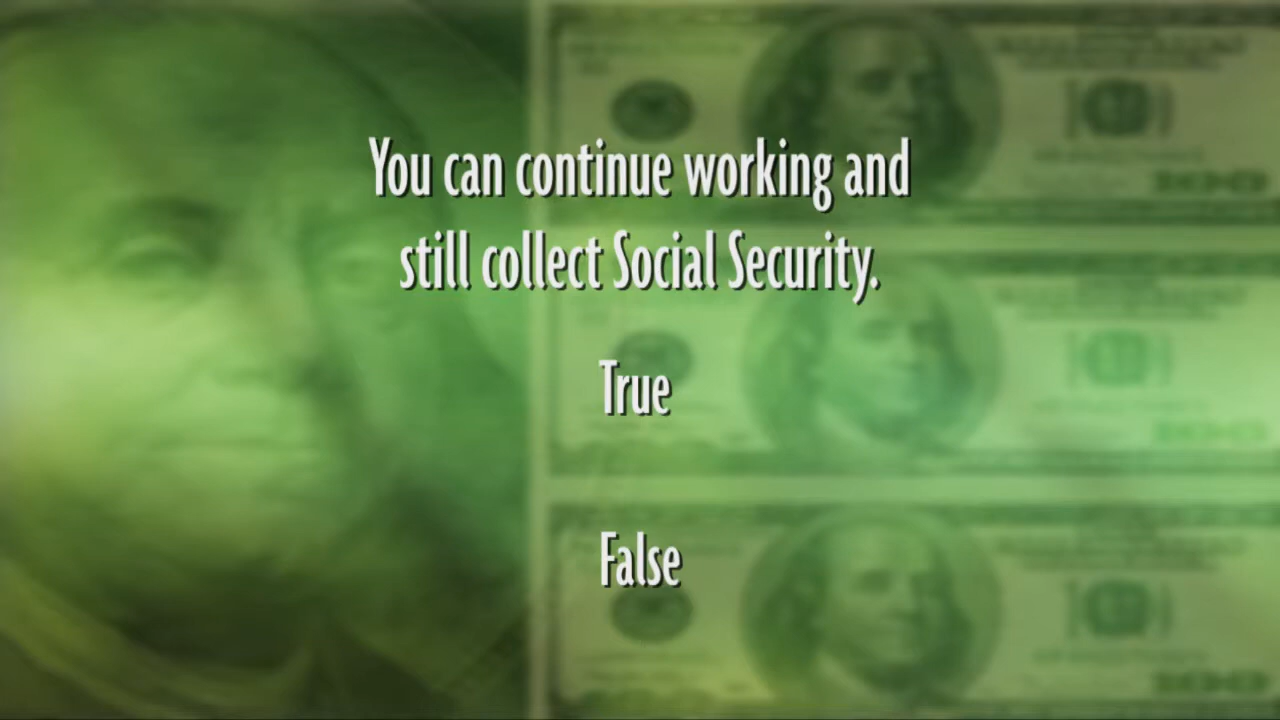 You can continue working and
still collect Social Security.
True
False